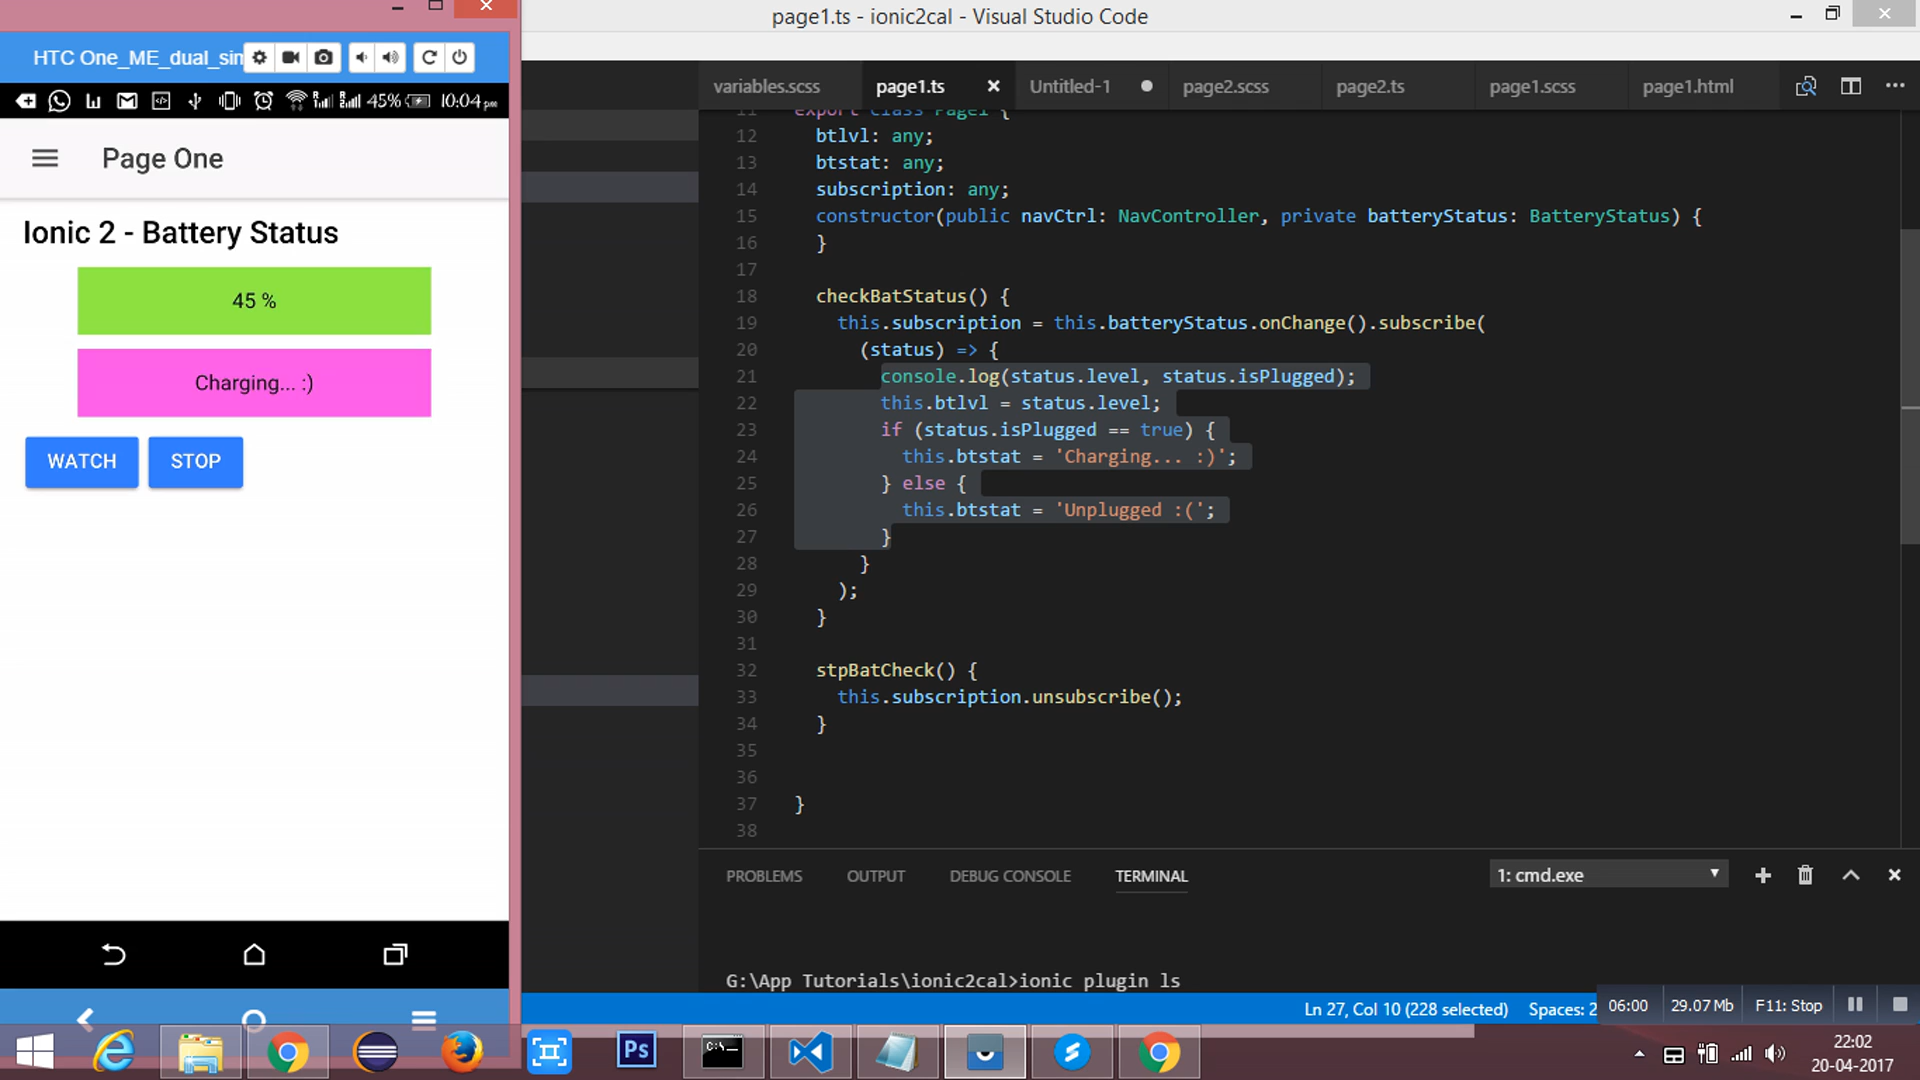 page1.ts - ionic2cal - Visual Studio Code
HTC One_ME_dual_sim
45%
10:04 pm
Page One
Ionic 2 - Battery Status
45 %
Charging... :)
WATCH
STOP
variables.scss
page1.ts
Untitled-1
page2.scss
page2.ts
page1.scss
page1.html
11 export class Page1 {
12 btlvl: any;
13 btstat: any;
14 subscription: any;
15 constructor(public navCtrl: NavController, private batteryStatus: BatteryStatus) {
16 }
17
18 checkBatStatus() {
19 this.subscription = this.batteryStatus.onChange().subscribe(
20 (status) => {
21 console.log(status.level, status.isPlugged);
22 this.btlvl = status.level;
23 if (status.isPlugged == true) {
24 this.btstat = 'Charging... :)';
25 } else {
26 this.btstat = 'Unplugged :(';
27 }
28 }
29 );
30 }
31
32 stpBatCheck() {
33 this.subscription.unsubscribe();
34 }
35
36
37 }
38
PROBLEMS
OUTPUT
DEBUG CONSOLE
TERMINAL
1: cmd.exe
G:\App Tutorials\ionic2cal>ionic plugin ls
Ln 27, Col 10 (228 selected)
Spaces: 2
06:00
29.07 Mb
F11: Stop
Ps
C:\_
22:02
20-04-2017